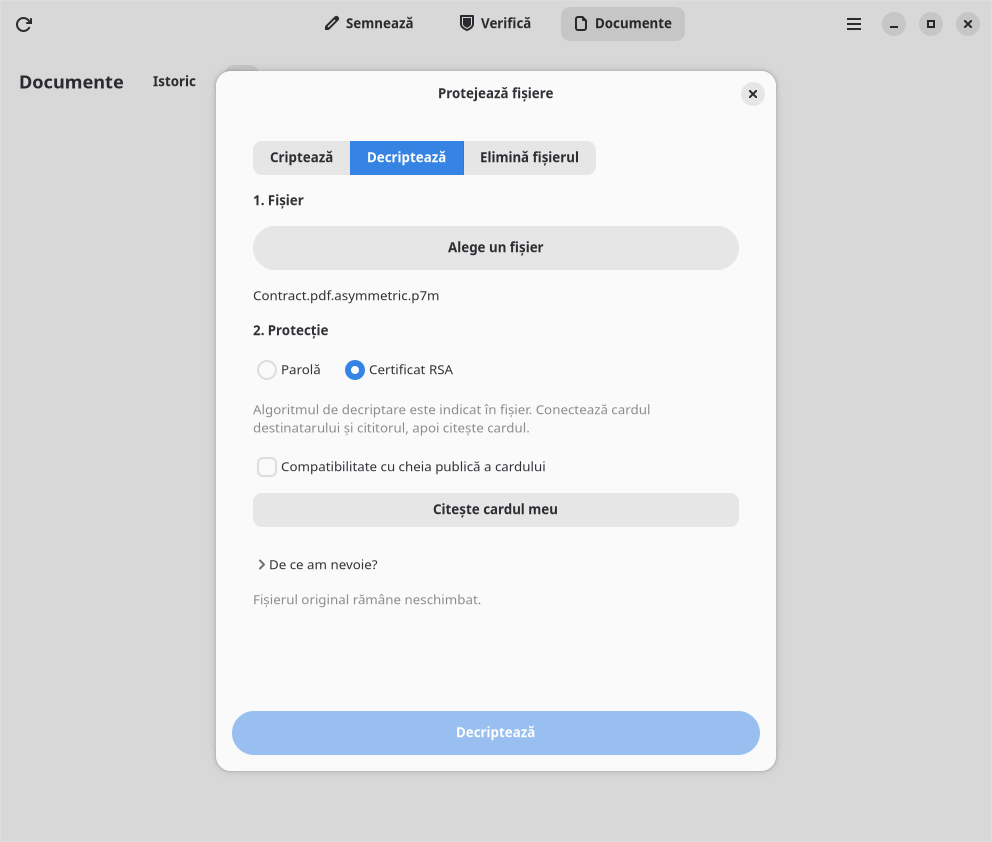 Semnează
Verifică
Documente
Documente
Istoric
Protejează fișiere
Criptează
Decriptează
Elimină fișierul
1. Fișier
Alege un fișier
Contract.pdf.asymmetric.p7m
2. Protecție
Parolă
Certificat RSA
Algoritmul de decriptare este indicat în fișier. Conectează cardul
destinatarului și cititorul, apoi citește cardul.
Compatibilitate cu cheia publică a cardului
Citește cardul meu
De ce am nevoie?
Fișierul original rămâne neschimbat.
Decriptează